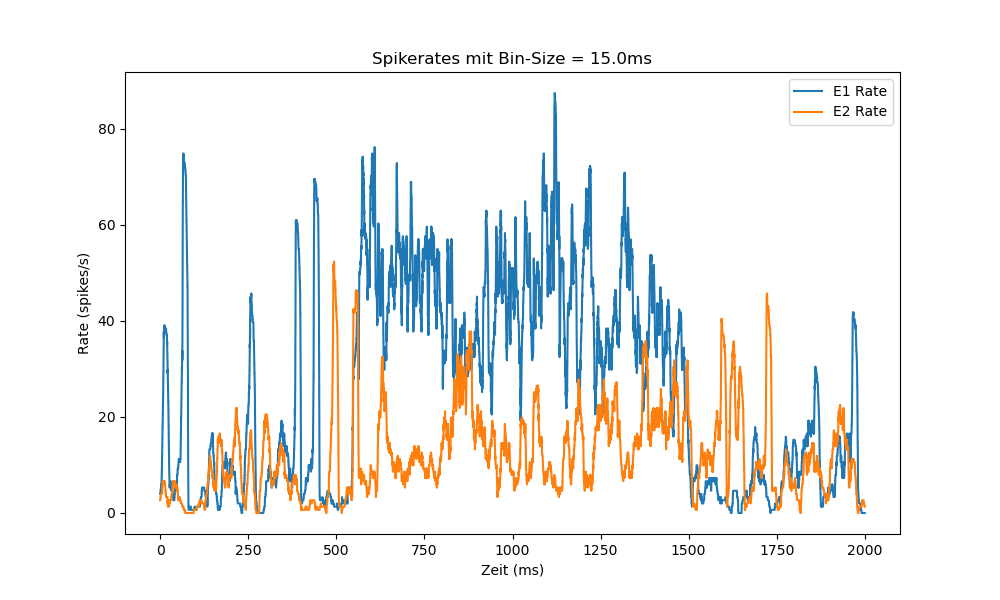 Spikerates mit Bin-Size = 15.0ms
E1 Rate
E2 Rate
Rate (spikes/s)
80
60
40
20
0
0 250 500 750 1000 1250 1500 1750 2000
Zeit (ms)